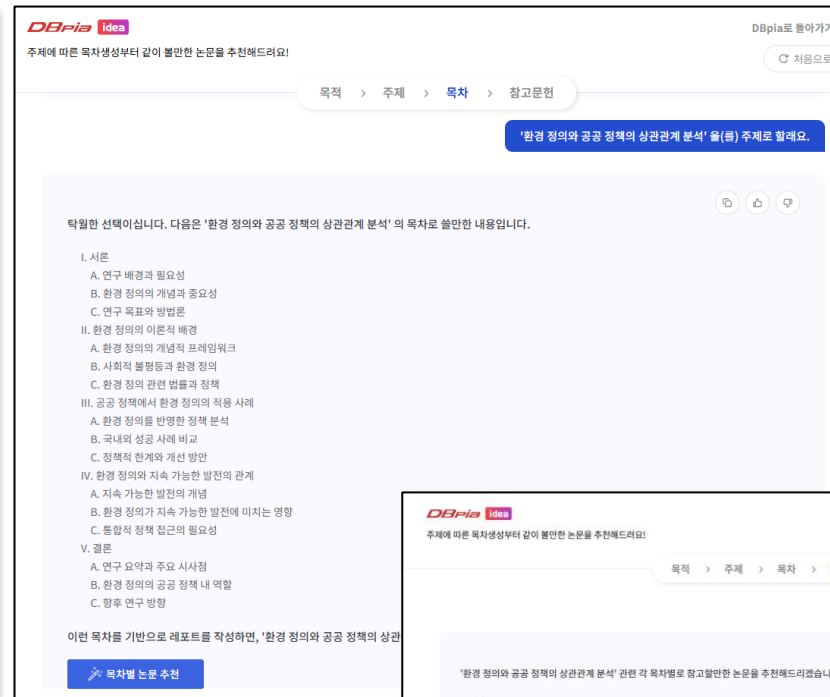 DBpia idea
DBpia로 돌아가기
주제에 따른 목차생성부터 같이 볼만한 논문을 추천해드려요!
처음으로
목적 > 주제 > 목차 > 참고문헌
'환경 정의와 공공 정책의 상관관계 분석' 을(를) 주제로 할래요.
탁월한 선택이십니다. 다음은 '환경 정의와 공공 정책의 상관관계 분석' 의 목차로 쓸만한 내용입니다.
I. 서론
A. 연구 배경과 필요성
B. 환경 정의의 개념과 중요성
C. 연구 목표와 방법론
II. 환경 정의의 이론적 배경
A. 환경 정의의 개념적 프레임워크
B. 사회적 불평등과 환경 정의
C. 환경 정의 관련 법률과 정책
III. 공공 정책에서 환경 정의의 적용 사례
A. 환경 정의를 반영한 정책 분석
B. 국내외 성공 사례 비교
C. 정책적 한계와 개선 방안
IV. 환경 정의와 지속 가능한 발전의 관계
A. 지속 가능한 발전의 개념
B. 환경 정의가 지속 가능한 발전에 미치는 영향
C. 통합적 정책 접근의 필요성
V. 결론
A. 연구 요약과 주요 시사점
B. 환경 정의의 공공 정책 내 역할
C. 향후 연구 방향
이런 목차를 기반으로 레포트를 작성하면, '환경 정의와 공공 정책의 상관
목차별 논문 추천
DBpia idea
주제에 따른 목차생성부터 같이 볼만한 논문을 추천해드려요!
목적 > 주제 > 목차 >
'환경 정의와 공공 정책의 상관관계 분석' 관련 각 목차별로 참고할만한 논문을 추천해드리겠습니